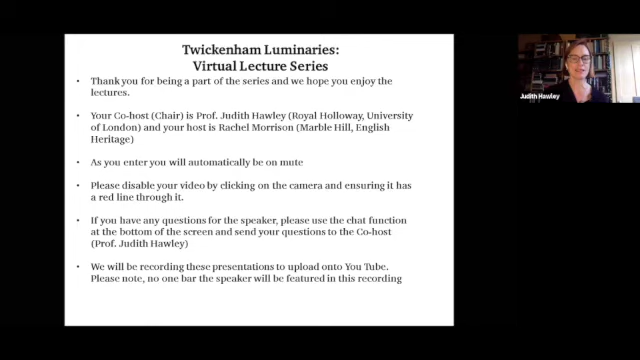 Twickenham Luminaries:
Virtual Lecture Series
• Thank you for being a part of the series and we hope you enjoy the
lectures.
• Your Co-host (Chair) is Prof. Judith Hawley (Royal Holloway, University
of London) and your host is Rachel Morrison (Marble Hill, English
Heritage)
• As you enter you will automatically be on mute
• Please disable your video by clicking on the camera and ensuring it has
a red line through it.
• If you have any questions for the speaker, please use the chat function
at the bottom of the screen and send your questions to the Co-host
(Prof. Judith Hawley)
• We will be recording these presentations to upload onto You Tube.
Please note, no one bar the speaker will be featured in this recording
Judith Hawley